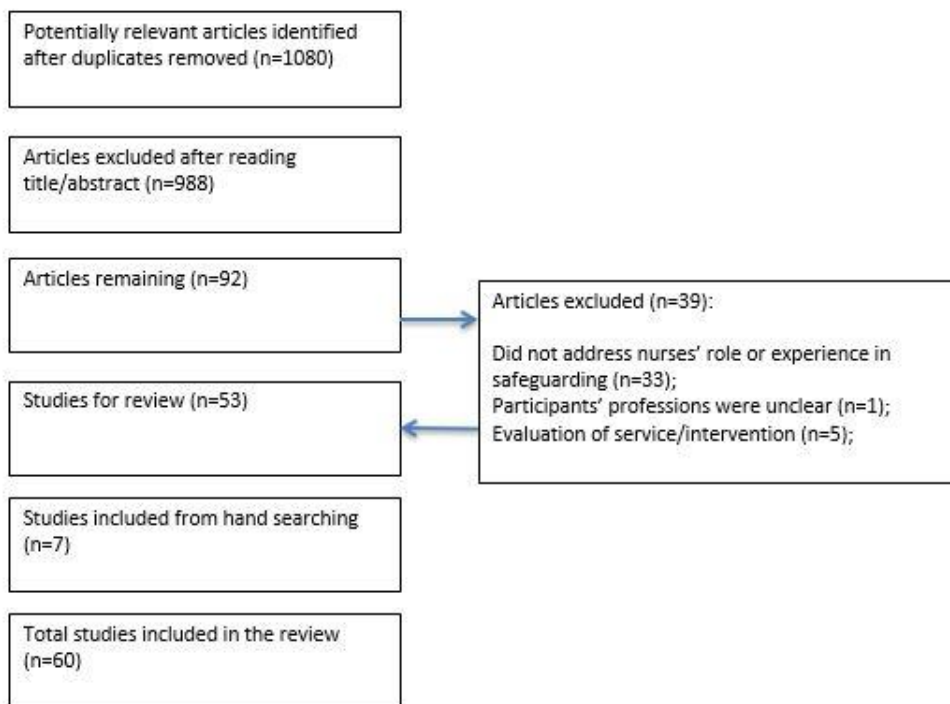 Potentially relevant articles identified
after duplicates removed (n=1080)
Articles excluded after reading
title/abstract (n=988)
Articles remaining (n=92)
Articles excluded (n=39):
Did not address nurses’ role or experience in
safeguarding (n=33);
Participants’ professions were unclear (n=1);
Evaluation of service/intervention (n=5);
Studies for review (n=53)
Studies included from hand searching
(n=7)
Total studies included in the review
(n=60)